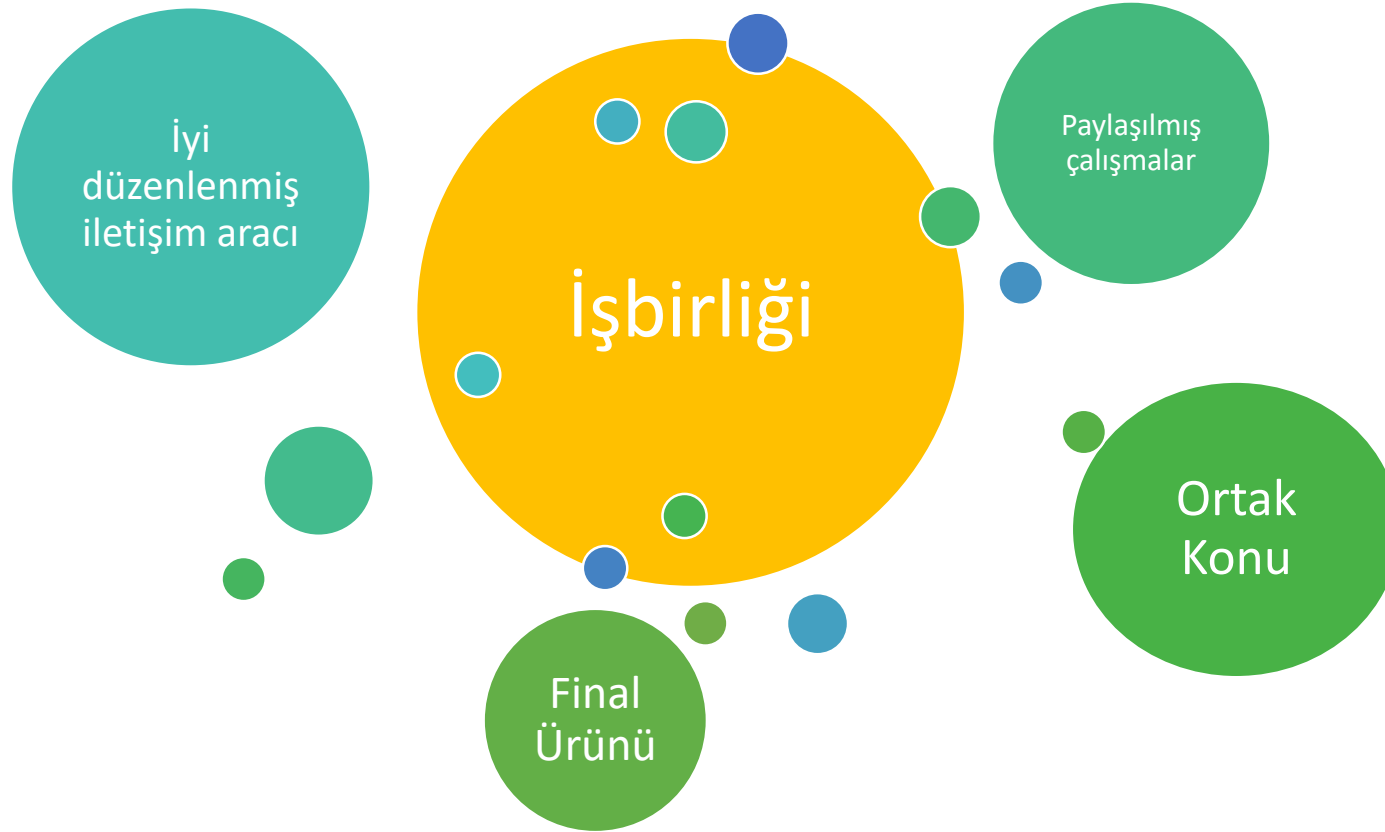 İyi
düzenlenmiş
iletişim aracı
İşbirliği
Paylaşılmış
çalışmalar
Ortak
Konu
Final
Ürünü